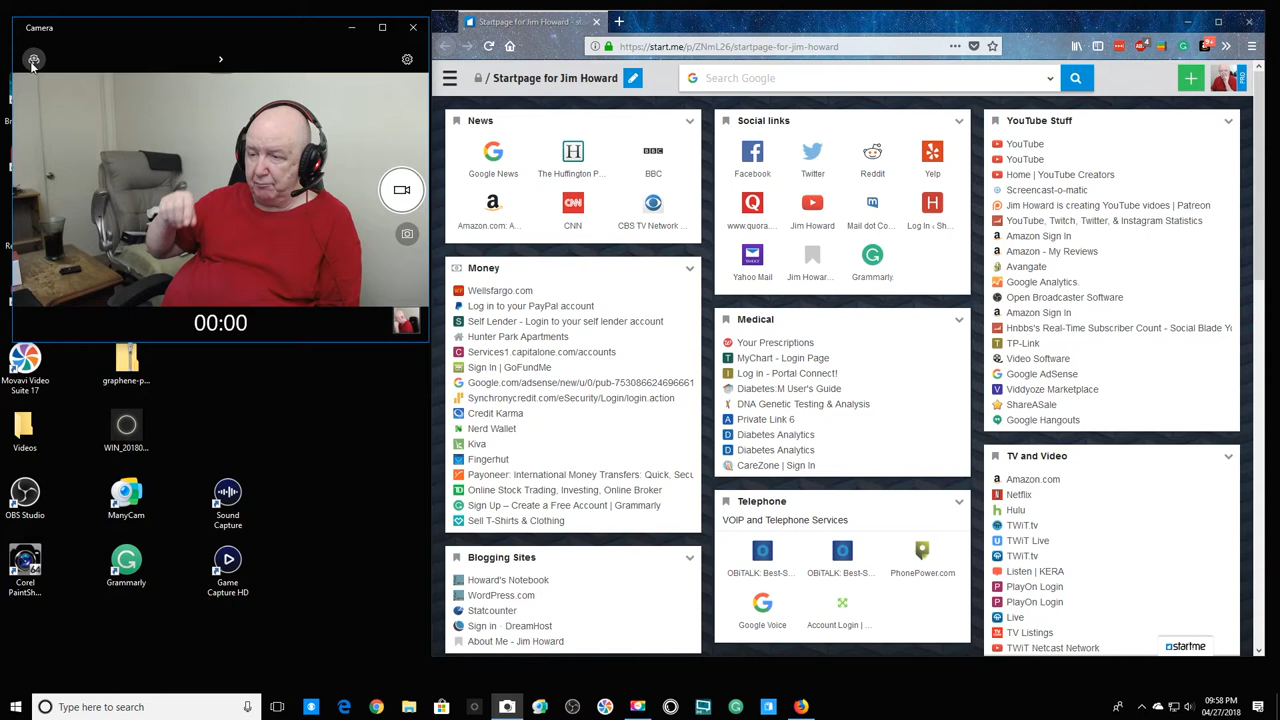 Camera
00:00
Movavi Video
Suite 17
graphene-p...
Videos
WIN_20180...
OBS Studio
ManyCam
Sound
Capture
Corel
PaintSh...
Grammarly
Game
Capture HD
Startpage for Jim Howard - sta
https://start.me/p/ZNmL26/startpage-for-jim-howard
/ Startpage for Jim Howard
Search Google
PRO
News
Google News
The Huffington P...
BBC
Amazon.com: A...
CNN
CBS TV Network ...
Money
Wellsfargo.com
Log in to your PayPal account
Self Lender - Login to your self lender account
Hunter Park Apartments
Services1.capitalone.com/accounts
Sign In | GoFundMe
Google.com/adsense/new/u/0/pub-753086624696661
Synchronycredit.com/eSecurity/Login/login.action
Credit Karma
Nerd Wallet
Kiva
Fingerhut
Payoneer: International Money Transfers: Quick, Secu
Online Stock Trading, Investing, Online Broker
Sign Up – Create a Free Account | Grammarly
Sell T-Shirts & Clothing
Blogging Sites
Howard's Notebook
WordPress.com
Statcounter
Sign in · DreamHost
About Me - Jim Howard
Social links
Facebook
Twitter
Reddit
Yelp
www.quora....
Jim Howard
Mail dot Co...
Log In ‹ Sh...
Yahoo Mail
Jim Howar...
Grammarly.
Medical
Your Prescriptions
MyChart - Login Page
Log in - Portal Connect!
Diabetes:M User's Guide
DNA Genetic Testing & Analysis
Private Link 6
Diabetes Analytics
Diabetes Analytics
CareZone | Sign In
Telephone
VOIP and Telephone Services
OBiTALK: Best-S...
OBiTALK: Best-S...
PhonePower.com
Google Voice
Account Login | ...
YouTube Stuff
YouTube
YouTube
Home | YouTube Creators
Screencast-o-matic
Jim Howard is creating YouTube vidoes | Patreon
YouTube, Twitch, Twitter, & Instagram Statistics
Amazon Sign In
Amazon - My Reviews
Avangate
Google Analytics.
Open Broadcaster Software
Amazon Sign In
Hnbbs's Real-Time Subscriber Count - Social Blade Yo
TP-Link
Video Software
Google AdSense
Viddyoze Marketplace
ShareASale
Google Hangouts
TV and Video
Amazon.com
Netflix
Hulu
TWiT.tv
TWiT Live
TWiT.tv
Listen | KERA
PlayOn Login
PlayOn Login
Live
TV Listings
TWiT Netcast Network
startme
Type here to search
09:58 PM
04/27/2018